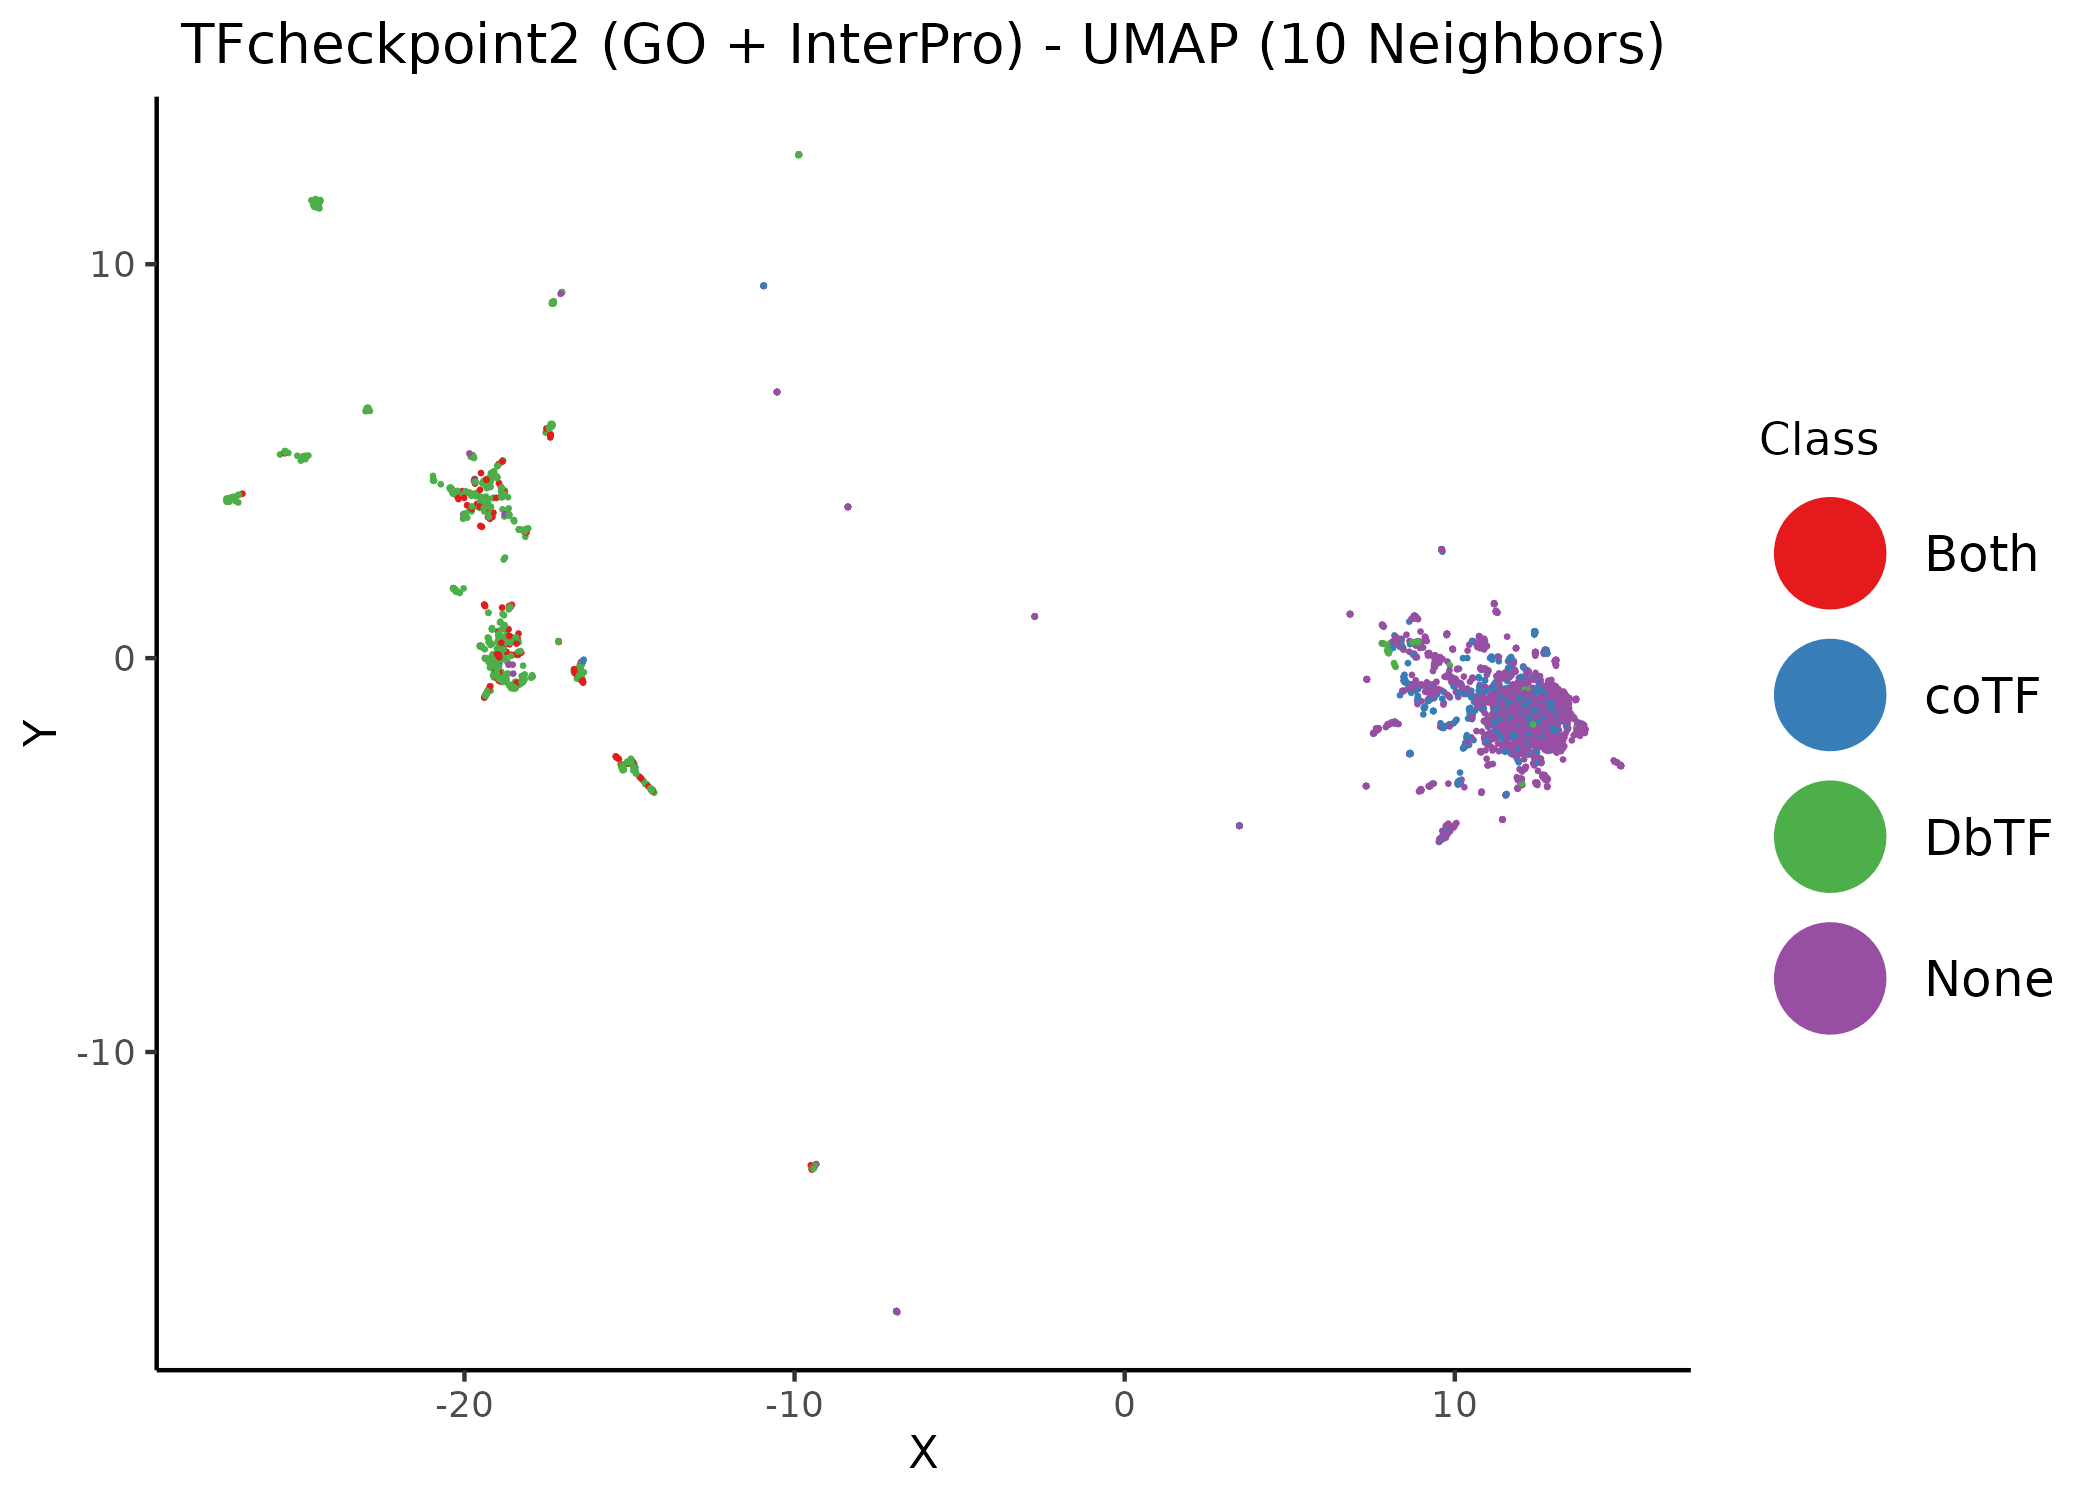 TFcheckpoint2 (GO + InterPro) - UMAP (10 Neighbors)
10
0
-10
Y
-20
-10
0
10
X
Class
Both
coTF
DbTF
None